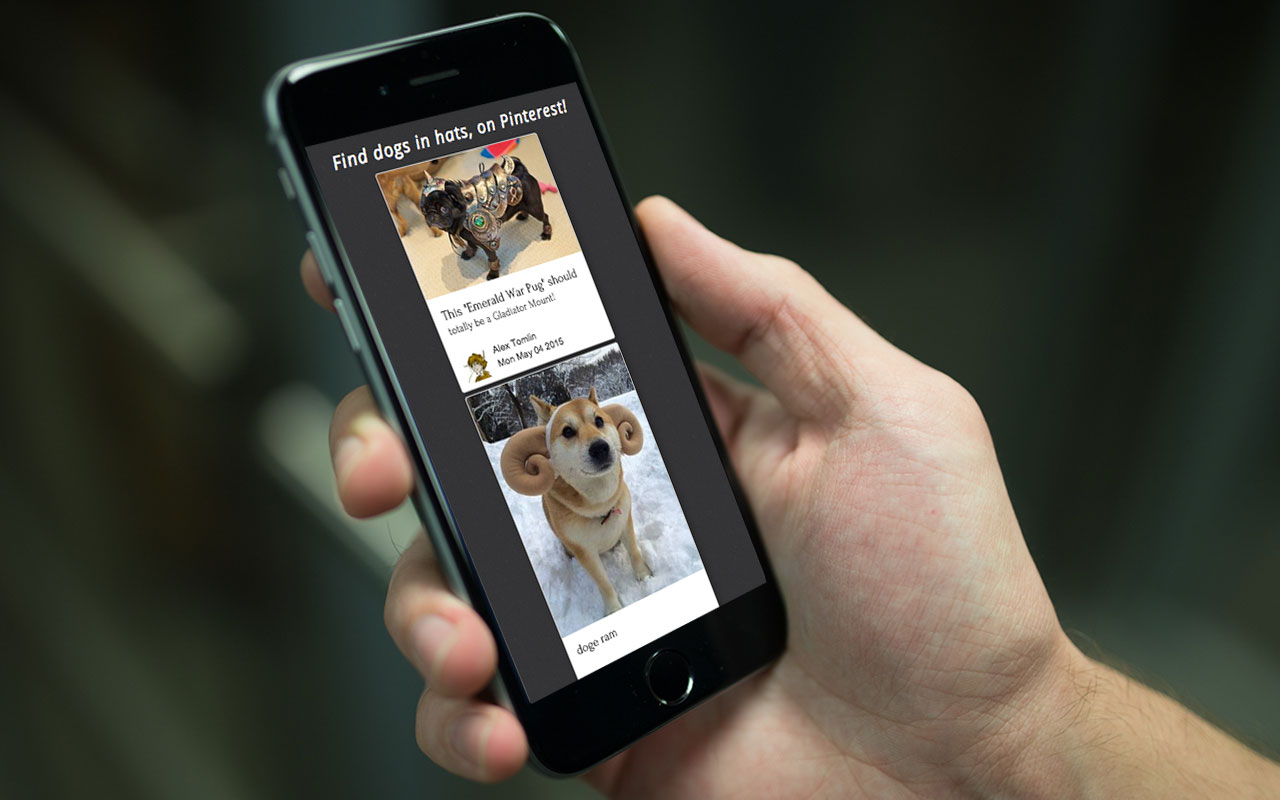 Find dogs in hats, on Pinterest!
This "Emerald War Pug" should
totally be a Gladiator Mount!
Alex Tomlin
Mon May 04 2015
doge ram